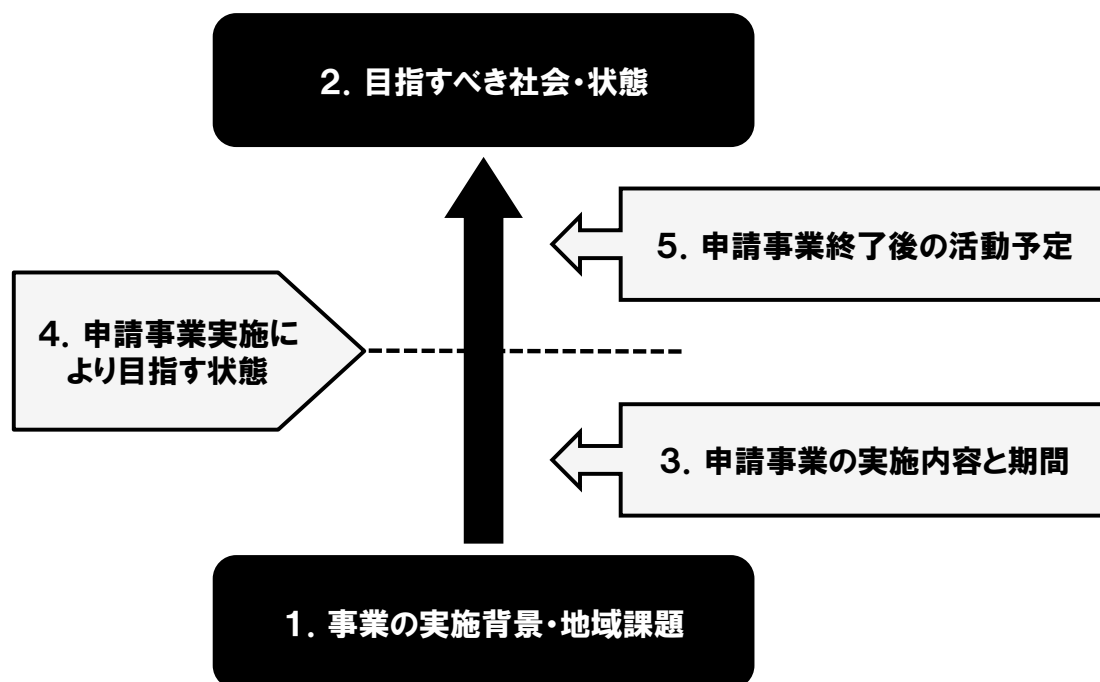 2. 目指すべき社会・状態
5. 申請事業終了後の活動予定
4. 申請事業実施に
より目指す状態
3. 申請事業の実施内容と期間
1. 事業の実施背景・地域課題